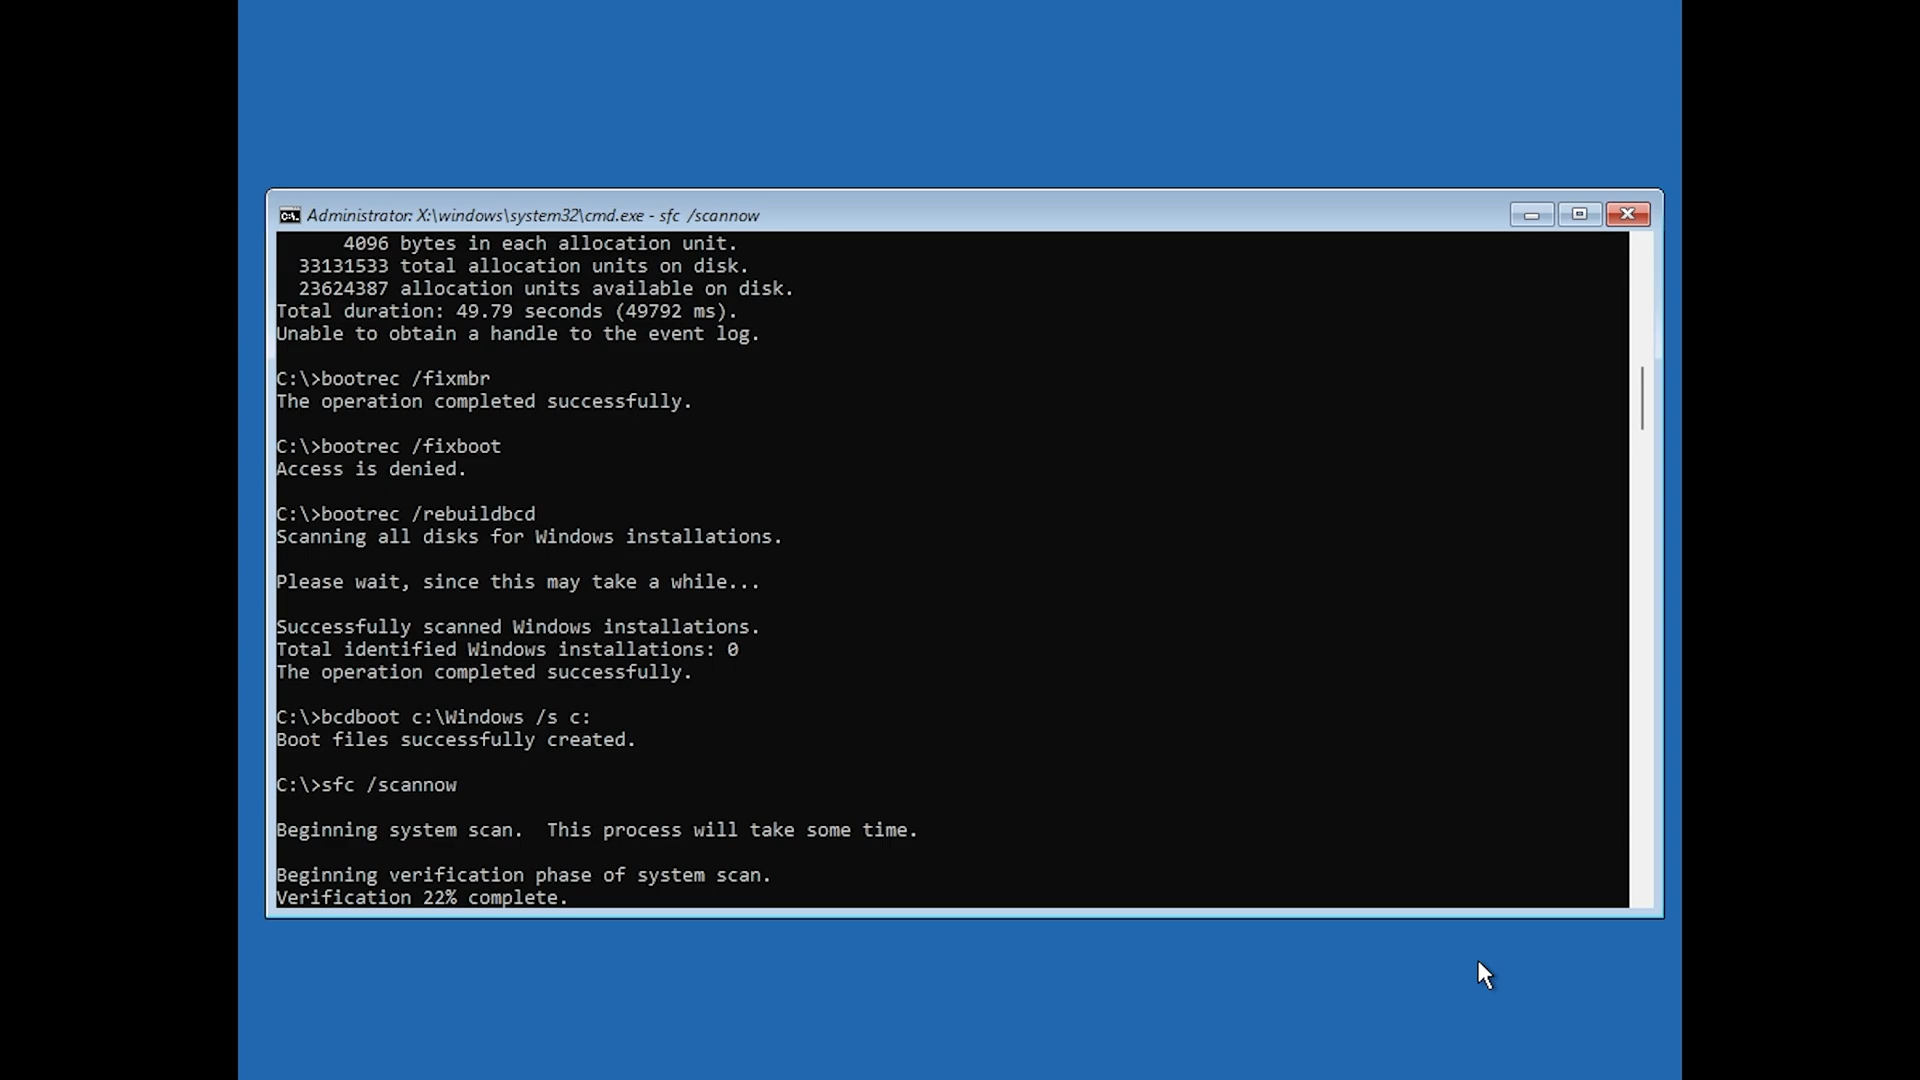 Administrator: X:\windows\system32\cmd.exe - sfc /scannow
4096 bytes in each allocation unit.
33131533 total allocation units on disk.
23624387 allocation units available on disk.
Total duration: 49.79 seconds (49792 ms).
Unable to obtain a handle to the event log.
C:\>bootrec /fixmbr
The operation completed successfully.
C:\>bootrec /fixboot
Access is denied.
C:\>bootrec /rebuildbcd
Scanning all disks for Windows installations.
Please wait, since this may take a while...
Successfully scanned Windows installations.
Total identified Windows installations: 0
The operation completed successfully.
C:\>bcdboot c:\Windows /s c:
Boot files successfully created.
C:\>sfc /scannow
Beginning system scan.  This process will take some time.
Beginning verification phase of system scan.
Verification 22% complete.